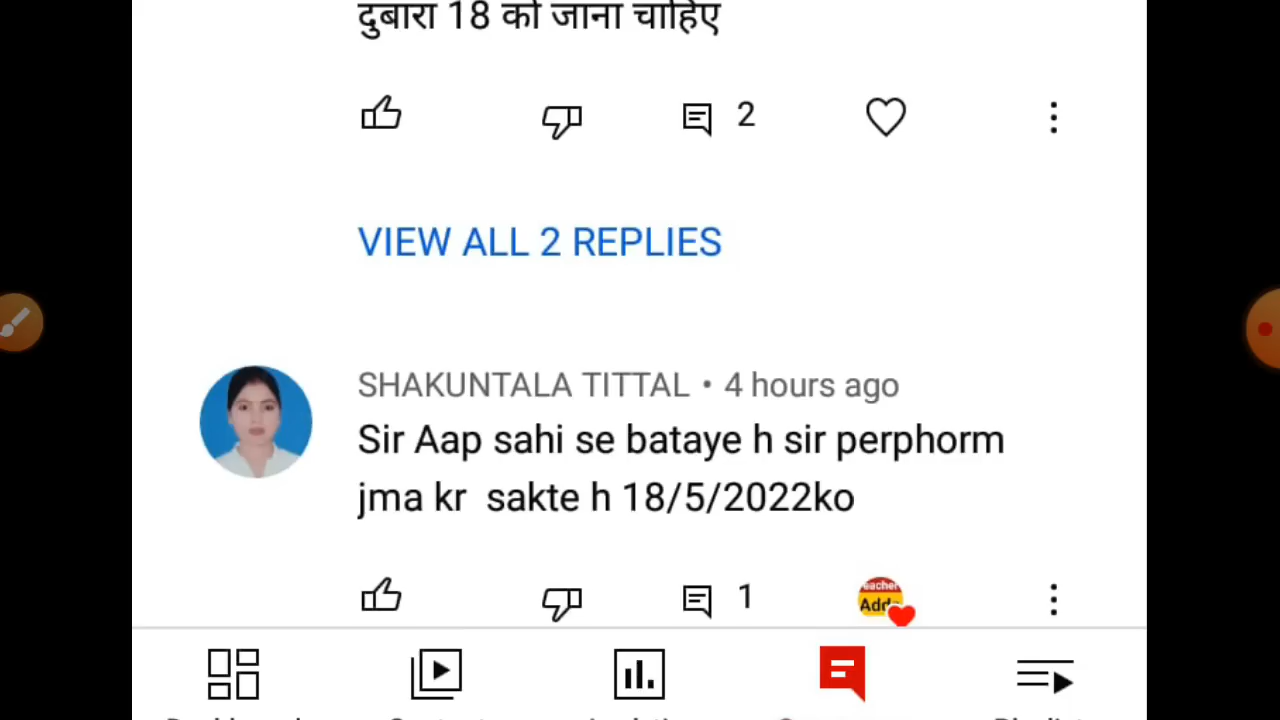 दुबारा 18 को जाना चाहिए
2
VIEW ALL 2 REPLIES
SHAKUNTALA TITTAL • 4 hours ago
Sir Aap sahi se bataye h sir perphorm
jma kr sakte h 18/5/2022ko
1